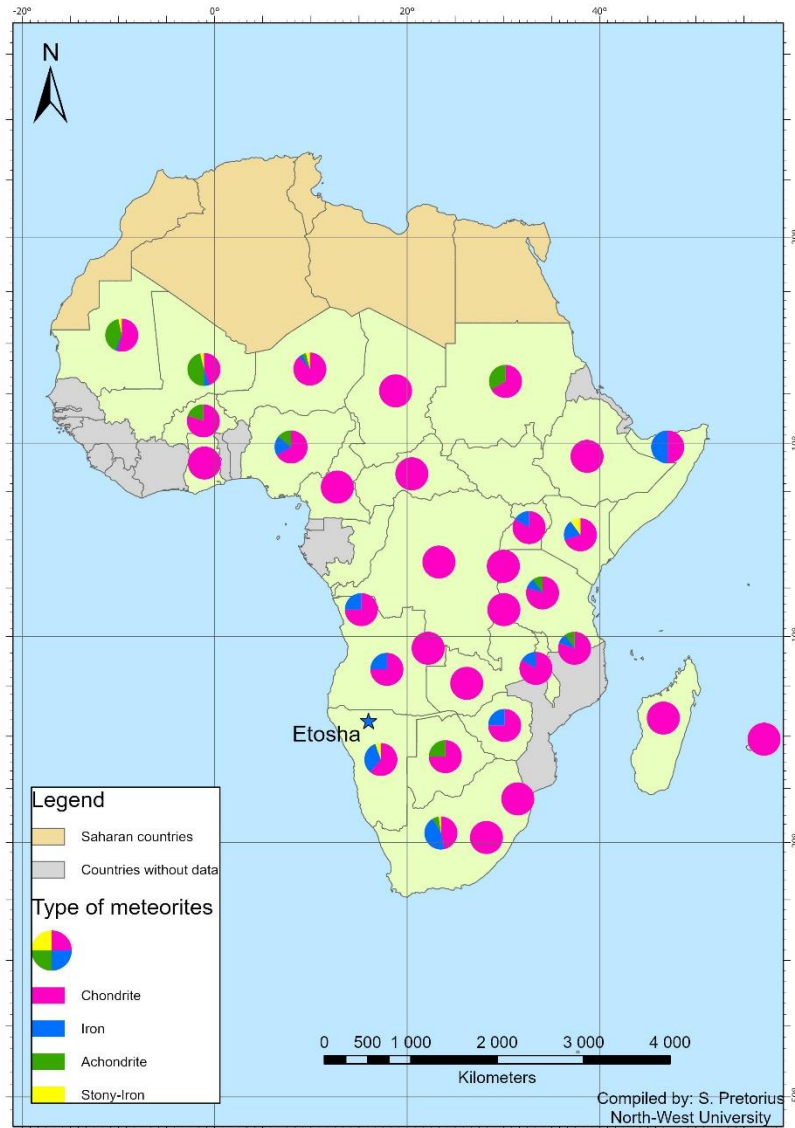 -20°
0°
20°
40°
N
Etosha
Legend
Saharan countries
Countries without data
Type of meteorites
Chondrite
Iron
Achondrite
Stony-Iron
0 500 1 000 2 000 3 000 4 000
Kilometers
Compiled by: S. Pretorius
North-West University